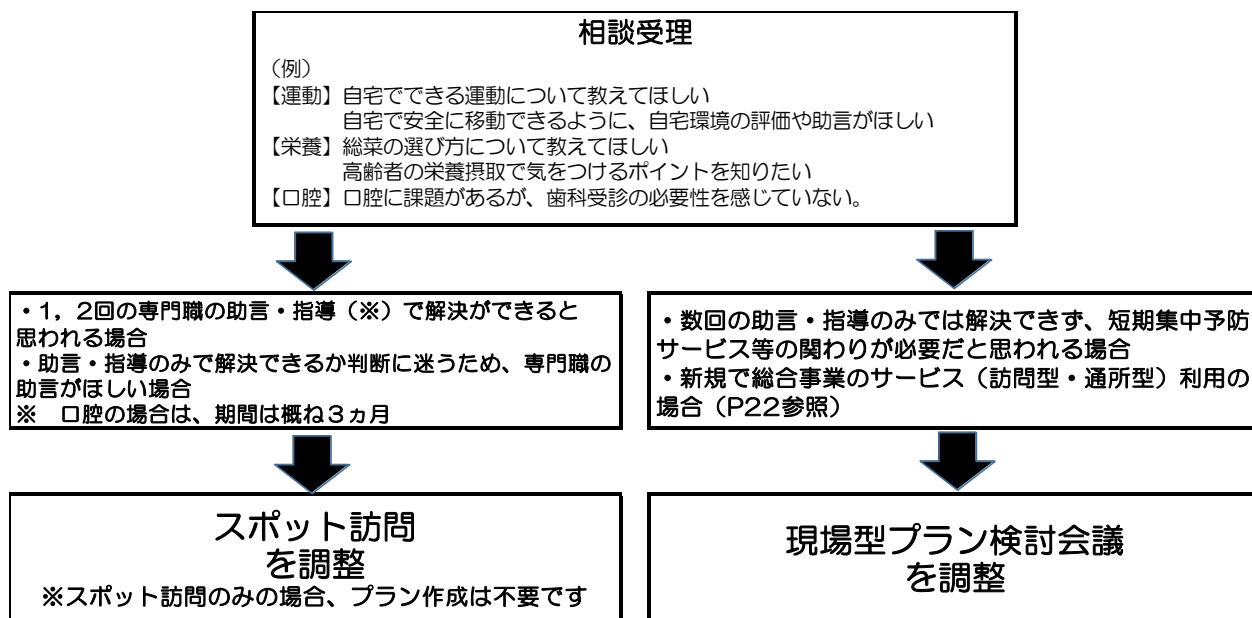 相談受理
（例）
【運動】自宅でできる運動について教えてほしい
自宅で安全に移動できるように、自宅環境の評価や助言がほしい
【栄養】総菜の選び方について教えてほしい
高齢者の栄養摂取で気をつけるポイントを知りたい
【口腔】口腔に課題があるが、歯科受診の必要性を感じていない。
・１，２回の専門職の助言・指導（※）で解決ができると
思われる場合
・助言・指導のみで解決できるか判断に迷うため、専門職の
助言がほしい場合
※　口腔の場合は、期間は概ね３ヵ月
・数回の助言・指導のみでは解決できず、短期集中予防
サービス等の関わりが必要だと思われる場合
・新規で総合事業のサービス（訪問型・通所型）利用の
場合（P22参照）
スポット訪問
を調整
※スポット訪問のみの場合、プラン作成は不要です
現場型プラン検討会議
を調整